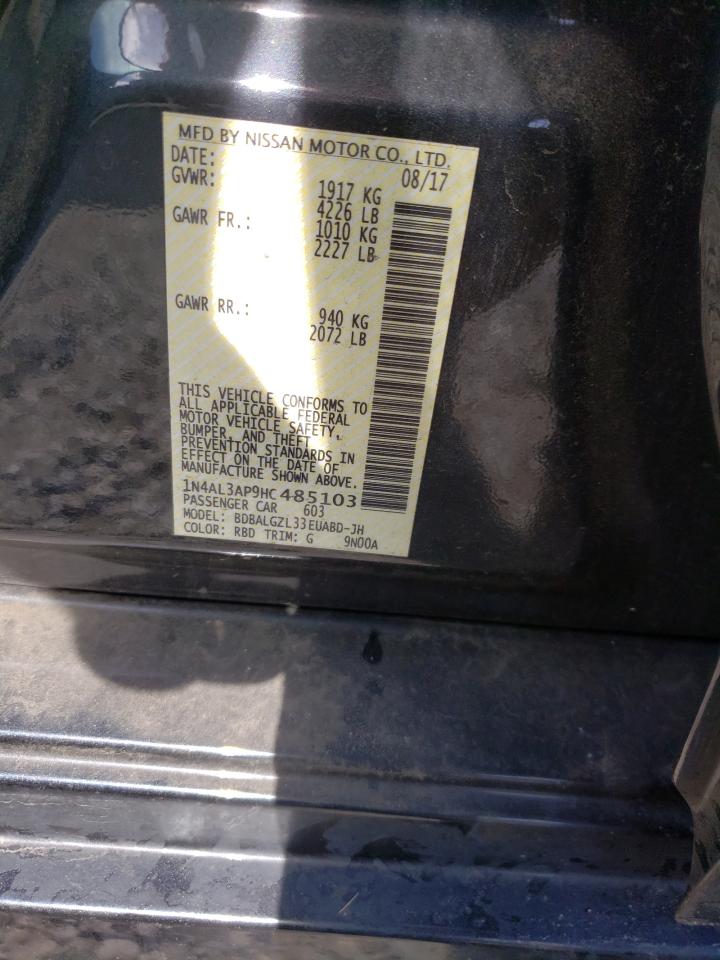 MFD BY NISSAN MOTOR CO., LTD.
DATE: 08/17
GVWR: 1917 KG
4226 LB
GAWR FR.: 1010 KG
2227 LB
GAWR RR.: 940 KG
2072 LB
THIS VEHICLE CONFORMS TO
ALL APPLICABLE FEDERAL
MOTOR VEHICLE SAFETY,
BUMPER, AND THEFT
PREVENTION STANDARDS IN
EFFECT ON THE DATE OF
MANUFACTURE SHOWN ABOVE.
1N4AL3AP9HC485103
PASSENGER CAR 603
MODEL: BDBALGZL33EUABD-JH
COLOR: RBD TRIM: G 9N00A